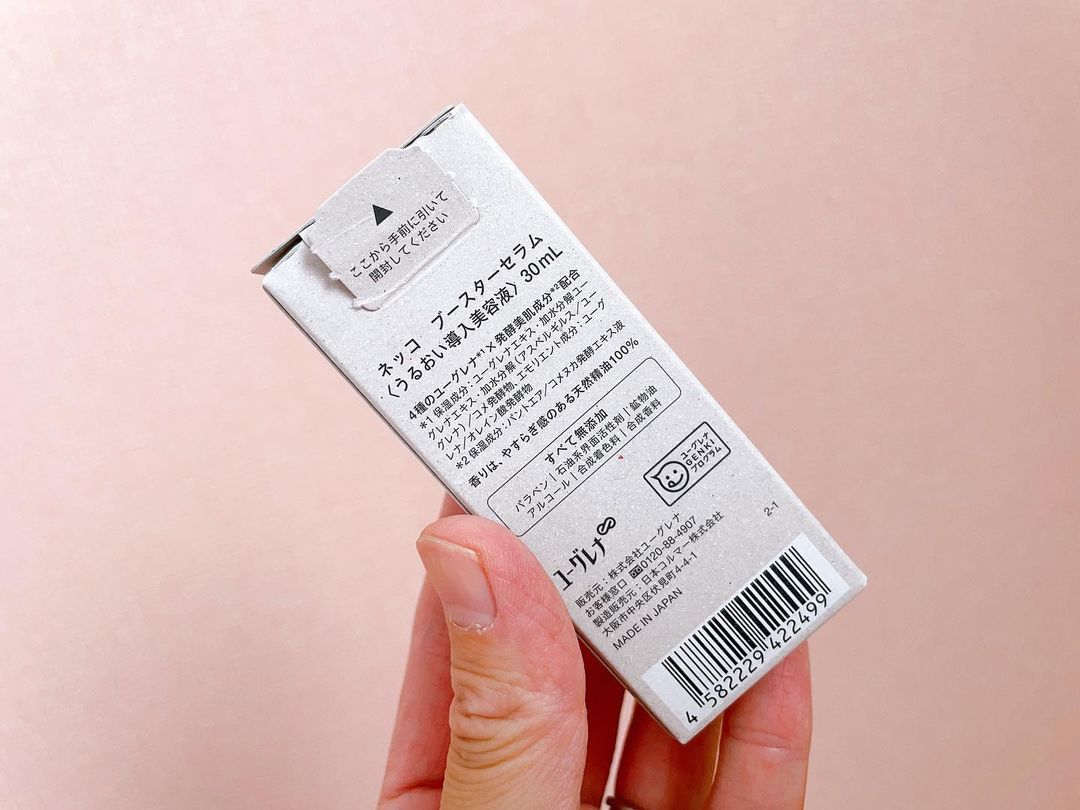 ▲
ここから手前に引いて
開封してください
ネッコ ブースターセラム
〈うるおい導入美容液〉30mL
4種のユーグレナ*1×発酵美肌成分*2配合
*1 保湿成分：ユーグレナエキス・加水分解ユー
グレナエキス・加水分解（アスペルギルス／ユー
グレナ）／コメ発酵物、エモリエント成分：ユーグ
レナ／オレイン酸発酵物
*2 保湿成分：パントエア／コメヌカ発酵エキス液
香りは、やすらぎ感のある天然精油100%
すべて無添加
パラベン｜石油系界面活性剤｜鉱物油
アルコール｜合成着色料｜合成香料
ユーグレナ
GENKI
プログラム
2-1
ユーグレナ
販売元：株式会社ユーグレナ
お客様窓口 0120-88-4907
製造販売元：日本コルマー株式会社
大阪市中央区伏見町4-4-1
MADE IN JAPAN
4 582229 422499